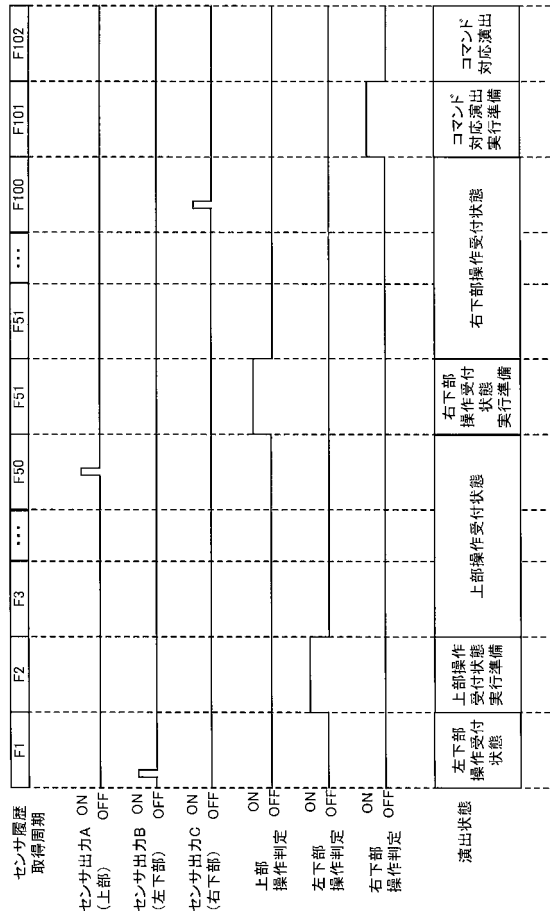 センサ履歴
取得周期
F1
F2
F3
…
F50
F51
F51
…
F100
F101
F102
センサ出力A
(上部)
ON
OFF
センサ出力B
(左下部)
ON
OFF
センサ出力C
(右下部)
ON
OFF
上部
操作判定
ON
OFF
左下部
操作判定
ON
OFF
右下部
操作判定
ON
OFF
演出状態
左下部
操作受付
状態
上部操作
受付状態
実行準備
上部操作受付状態
右下部
操作受付
状態
実行準備
右下部操作受付状態
コマンド
対応演出
実行準備
コマンド
対応演出